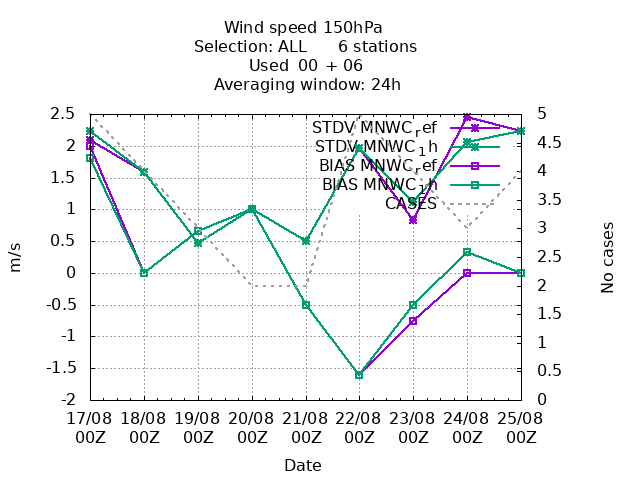 Wind speed 150hPa
Selection: ALL      6 stations
Used  00 + 06
Averaging window: 24h
2.5
2
1.5
1
0.5
0
-0.5
-1
-1.5
-2
5
4.5
4
3.5
3
2.5
2
1.5
1
0.5
0
m/s
No cases
STDV MNWC_ref
STDV MNWC_1h
BIAS MNWC_ref
BIAS MNWC_1h
CASES
17/08 18/08 19/08 20/08 21/08 22/08 23/08 24/08 25/08
00Z 00Z 00Z 00Z 00Z 00Z 00Z 00Z 00Z
Date